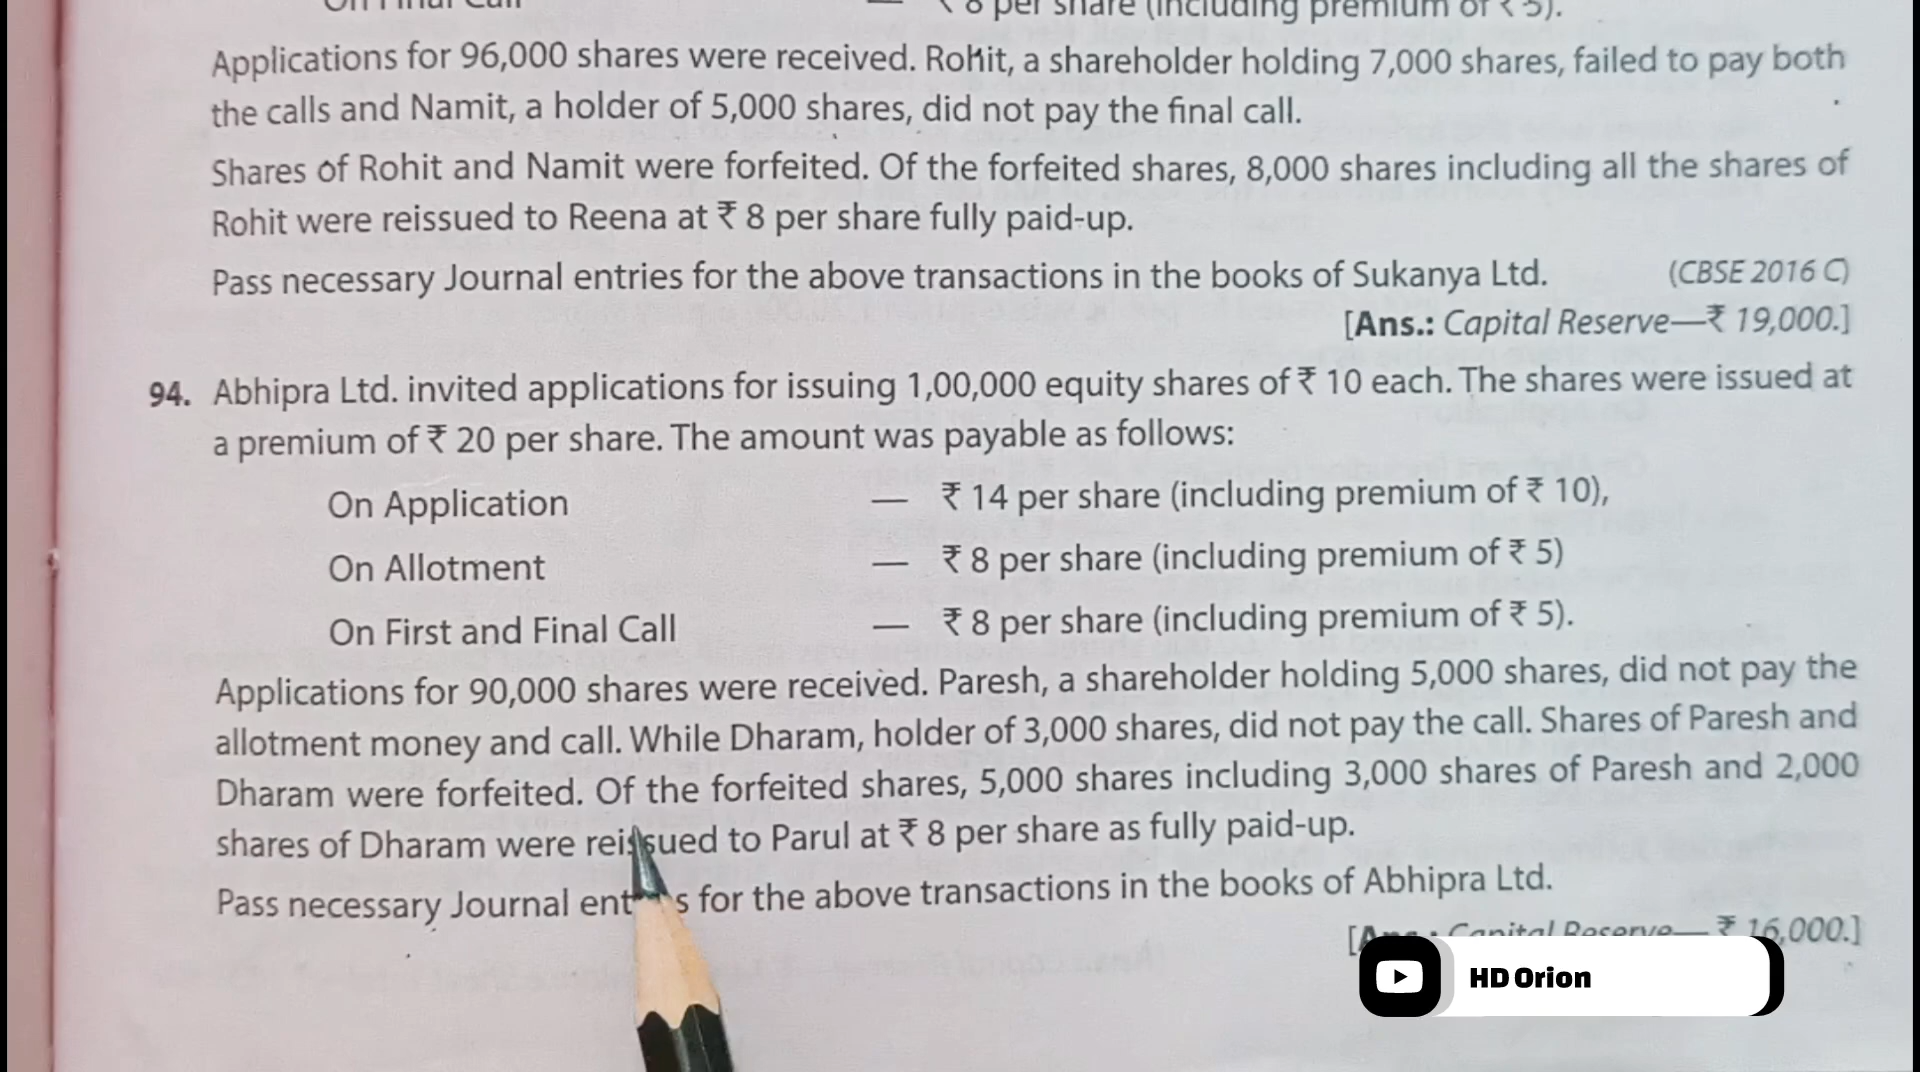 On Final Call — ₹ 8 per share (including premium of ₹ 5).
Applications for 96,000 shares were received. Rohit, a shareholder holding 7,000 shares, failed to pay both
the calls and Namit, a holder of 5,000 shares, did not pay the final call.
Shares of Rohit and Namit were forfeited. Of the forfeited shares, 8,000 shares including all the shares of
Rohit were reissued to Reena at ₹ 8 per share fully paid-up.
Pass necessary Journal entries for the above transactions in the books of Sukanya Ltd. (CBSE 2016 C)
[Ans.: Capital Reserve—₹ 19,000.]
94. Abhipra Ltd. invited applications for issuing 1,00,000 equity shares of ₹ 10 each. The shares were issued at
a premium of ₹ 20 per share. The amount was payable as follows:
On Application — ₹ 14 per share (including premium of ₹ 10),
On Allotment — ₹ 8 per share (including premium of ₹ 5)
On First and Final Call — ₹ 8 per share (including premium of ₹ 5).
Applications for 90,000 shares were received. Paresh, a shareholder holding 5,000 shares, did not pay the
allotment money and call. While Dharam, holder of 3,000 shares, did not pay the call. Shares of Paresh and
Dharam were forfeited. Of the forfeited shares, 5,000 shares including 3,000 shares of Paresh and 2,000
shares of Dharam were reissued to Parul at ₹ 8 per share as fully paid-up.
Pass necessary Journal entries for the above transactions in the books of Abhipra Ltd.
[Ans.: Capital Reserve—₹ 16,000.]
HD Orion